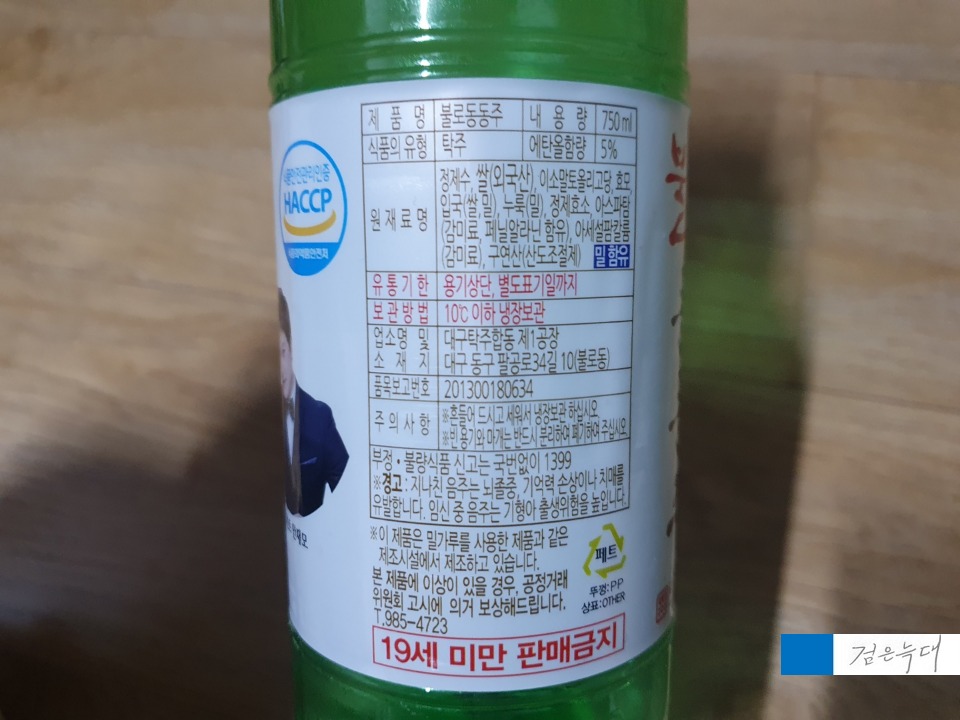 제품명 불로동동주 내용량 750ml
식품의 유형 탁주 에탄올함량 5%
원재료명
정제수, 쌀(외국산), 이소말토올리고당, 효모,
입국(쌀,밀), 누룩(밀), 정제효소, 아스파탐
(감미료, 페닐알라닌 함유), 아세설팜칼륨
(감미료), 구연산(산도조절제) 밀 함유
유통기한 용기상단, 별도표기일까지
보관방법 10℃ 이하 냉장보관
업소명 및 대구탁주합동 제1공장
소재지 대구 동구 팔공로34길 10(불로동)
품목보고번호 201300180634
주의사항
※흔들어 드시고 세워서 냉장보관 하십시오
※빈 용기와 마개는 반드시 분리하여 폐기하여 주십시오
부정·불량식품 신고는 국번없이 1399
※경고 : 지나친 음주는 뇌졸중, 기억력 손상이나 치매를
유발합니다. 임신 중 음주는 기형아 출생위험을 높입니다.
※이 제품은 밀가루를 사용한 제품과 같은
제조시설에서 제조하고 있습니다.
본 제품에 이상이 있을 경우, 공정거래
위원회 고시에 의거 보상해드립니다.
T.985-4723
19세 미만 판매금지
페트
뚜껑:PP
상표:OTHER
식품안전관리인증
HACCP
식품의약품안전처
검은늑대